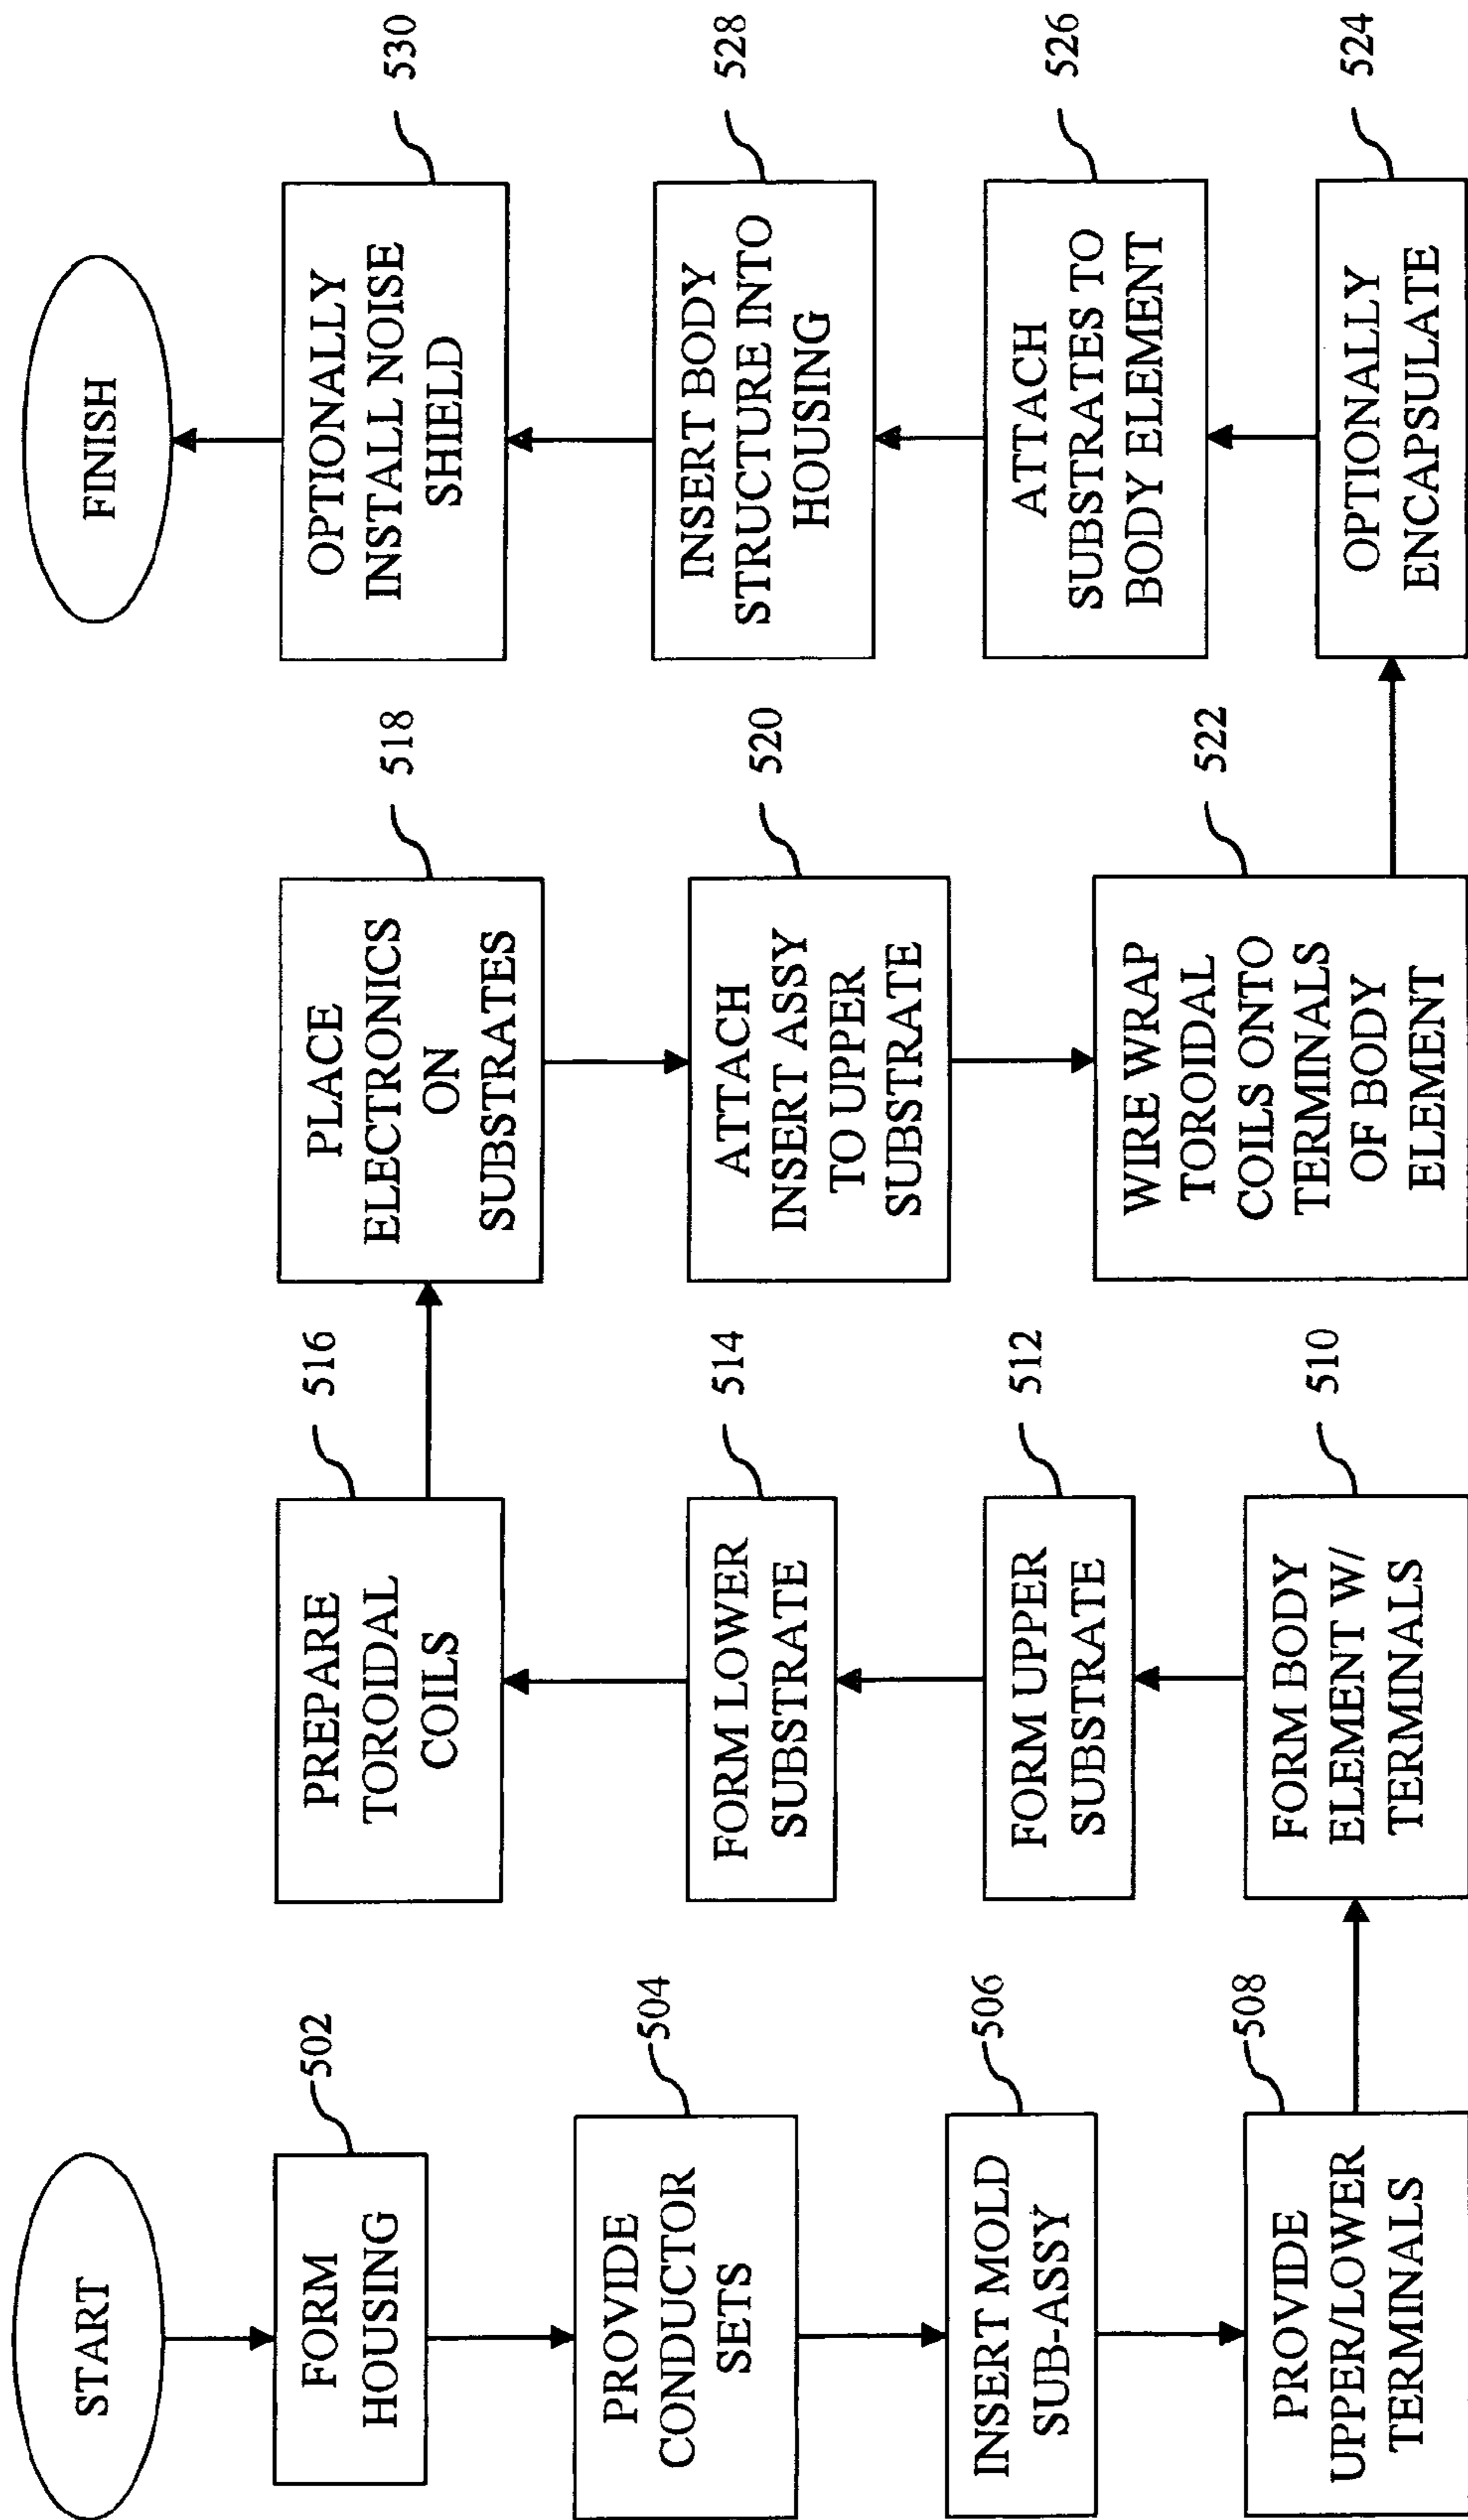 START
FORM
HOUSING
502
PROVIDE
CONDUCTOR
SETS
504
INSERT MOLD
SUB-ASSY
506
PROVIDE
UPPER/LOWER
TERMINALS
508
FORM BODY
ELEMENT W/
TERMINALS
510
FORM UPPER
SUBSTRATE
512
FORM LOWER
SUBSTRATE
514
PREPARE
TOROIDAL
COILS
516
PLACE
ELECTRONICS
ON
SUBSTRATES
518
ATTACH
INSERT ASSY
TO UPPER
SUBSTRATE
520
WIRE WRAP
TOROIDAL
COILS ONTO
TERMINALS
OF BODY
ELEMENT
522
OPTIONALLY
ENCAPSULATE
524
ATTACH
SUBSTRATES TO
BODY ELEMENT
526
INSERT BODY
STRUCTURE INTO
HOUSING
528
OPTIONALLY
INSTALL NOISE
SHIELD
530
FINISH